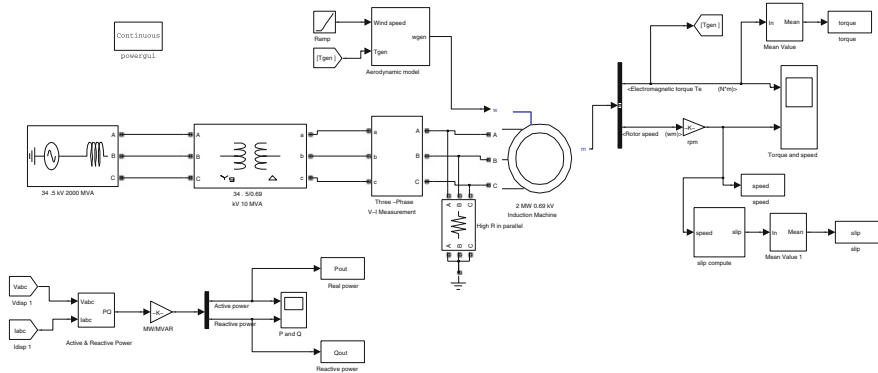 Continuous
powergui
Ramp
[Tgen ]
Wind speed
Tgen
wgen
Aerodynamic model
[Tgen ]
In
Mean
Mean Value
torque
torque
<Electromagnetic torque Te
(N*m)>
<Rotor speed
(wm)>
-K-
rpm
Torque and speed
speed
speed
speed
slip
slip compute
In
Mean
Mean Value 1
slip
slip
A
B
C
34 .5 kV 2000 MVA
A
B
C
a
b
c
Yg
34 . 5/0.69
kV 10 MVA
a
b
c
A
B
C
Three -Phase
V-I Measurement
w
m
A
B
C
2 MW 0.69 kV
Induction Machine
A B C
A B C
High R in parallel
Vabc
Vdisp 1
Iabc
Idisp 1
Vabc
Iabc
PQ
Active & Reactive Power
-K-
MW/MVAR
Active power
Reactive power
P and Q
Pout
Real power
Qout
Reactive power